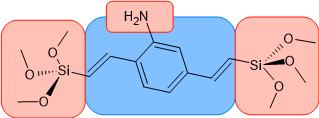 H₂N
O O
O Si Si O
O O